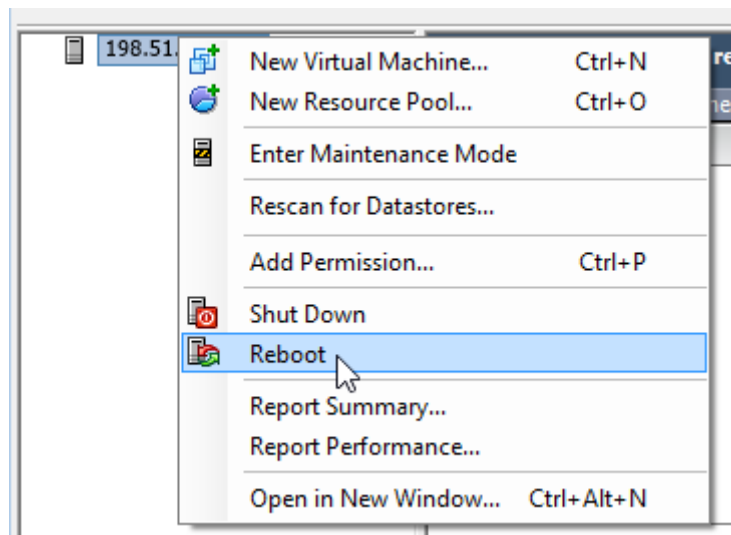 198.51.
New Virtual Machine... Ctrl+N
New Resource Pool... Ctrl+O
Enter Maintenance Mode
Rescan for Datastores...
Add Permission... Ctrl+P
Shut Down
Reboot
Report Summary...
Report Performance...
Open in New Window... Ctrl+Alt+N